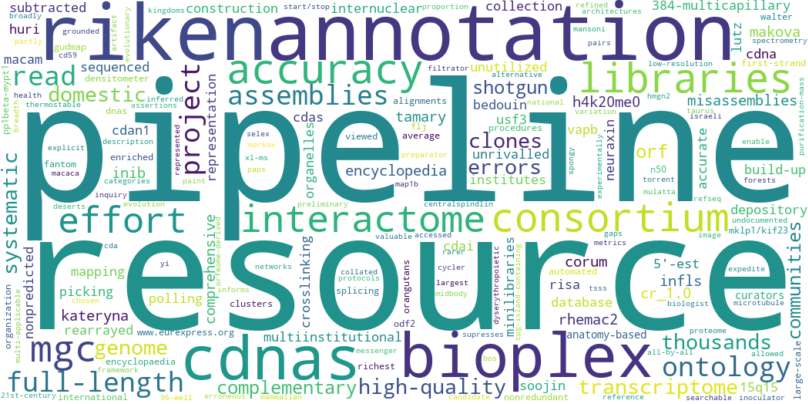 subtracted
construction
internuclear
start/stop
proportion
collection
refined
architectures
384-multicapillary
broadly
kingdoms
huri
grounded
partly
cd59
artifact
evolutionary
riken
annotation
lutz
pairs
mansoni
walter
spectrometry
makova
cdna
macam
gudmap
sequenced
densitometer
accuracy
filtrator
unutilized
alternative
libraries
low-resolution
first-strand
read
pp1beta-mypt1
breadth
health
thermostable
dnas
inferred
assertions
domestic
project
represented
representation
assemblies
alignments
shotgun
national
h4k20me0
variation
hmgn2
misassemblies
israeli
taurus
purification-mass
macaca
explicit
fantom
cdan1
description
enriched
categories
selex
mackow
xl-ms
paps
cdas
organelles
viewed
tamary
flj
average
preparator
map1b
bedouin
clones
usf3
procedures
unrivalled
vapb
experimentally
neuraxin
orf
accurate
n50
torrent
mulatta
refseq
enable
build-up
forests
pipeline
encyclopedia
errors
institutes
spongy
inquiry
inib
paint
deserts
evolution
systematic
effort
preliminary
centralspindlin
interactome
consortium
depository
undocumented
mklp1/kif23
communities
cda
comprehensive
offeome-derived
valuable
accessed
cdai
gaps
metrics
image
resource
nonpredicted
organization
multi-applicable
mapping
yi
picking
chosen
polling
informs
networks
crosslinking
collated
protocols
splicing
orangutans
rarer
cycler
largest
midbody
dyserythropoietic
minilibraries
corum
automated
risa
tsss
database
5'-est
infls
cr_1.0
expedite
curators
biologist
microtubule
kateryna
rearrayed
clusters
www.eurexpress.org
odf2
rhemac2
anatomy-based
proteome
mgc
genome
encyclopaedia
framework
multiinstitutional
messenger
richest
supresses
cdnas
bioplex
bos
all-by-all
allowed
thousands
ontology
large-scale
full-length
21st-century
international
96-well
erroneous
mammalian
complementary
high-quality
candidate
nonredundant
soojin
transcriptome
reference
15q15
searchable
inoculator